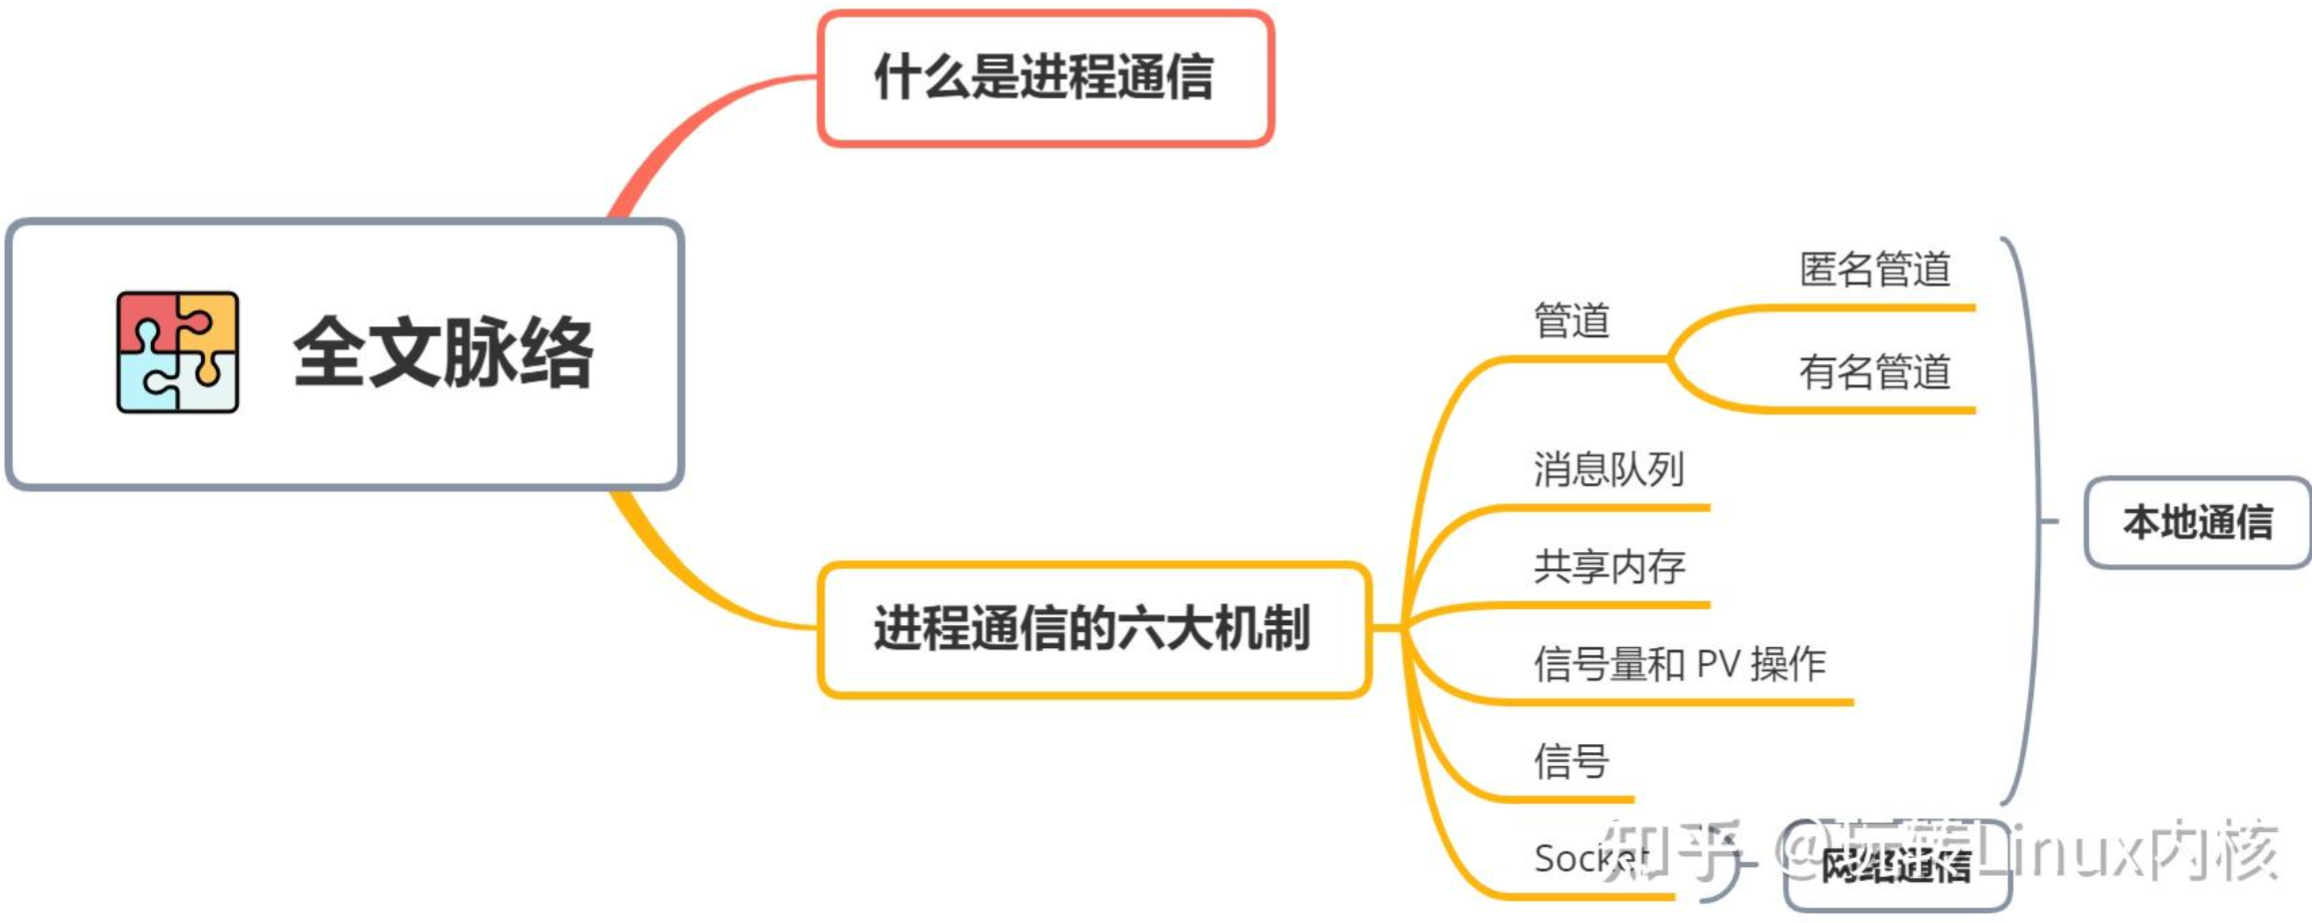 什么是进程通信
全文脉络
进程通信的六大机制
管道
匿名管道
有名管道
消息队列
共享内存
信号量和 PV 操作
信号
Socket
本地通信
网络通信
知乎 @玩转Linux内核